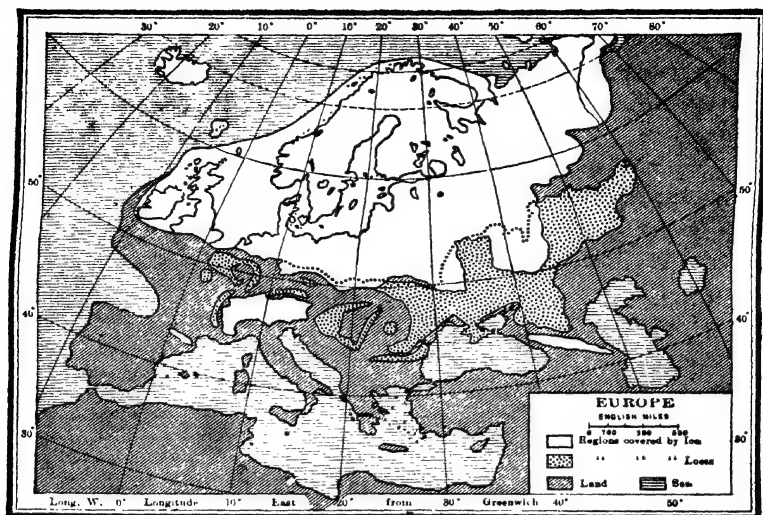 30° 20° 10° 0° 10° 20° 30° 40° 50° 60° 70° 80°
50°
50°
40°
40°
30°
30°
EUROPE
ENGLISH MILES
0 100
Regions covered by Ice
" " " Loess
Land Sea
Long. W. 0° Longitude 10° East 20° from 30° Greenwich 40° 50°